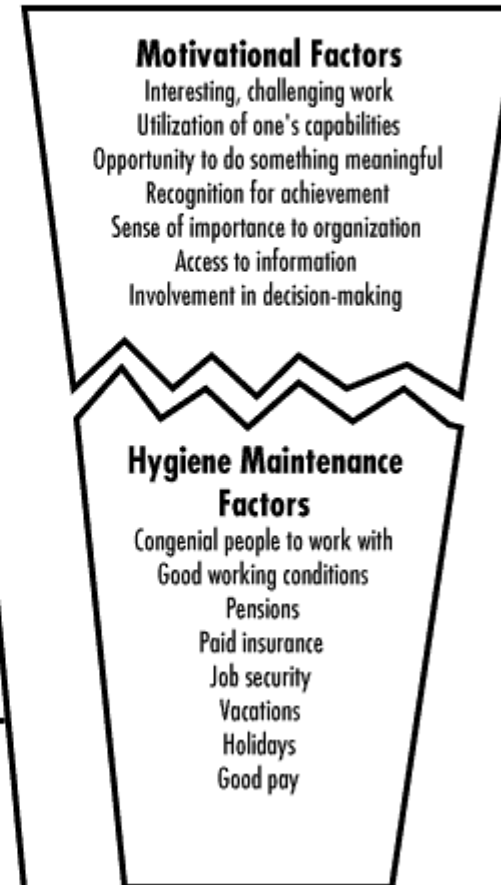 Motivational Factors
Interesting, challenging work
Utilization of one's capabilities
Opportunity to do something meaningful
Recognition for achievement
Sense of importance to organization
Access to information
Involvement in decision-making
Hygiene Maintenance
Factors
Congenial people to work with
Good working conditions
Pensions
Paid insurance
Job security
Vacations
Holidays
Good pay